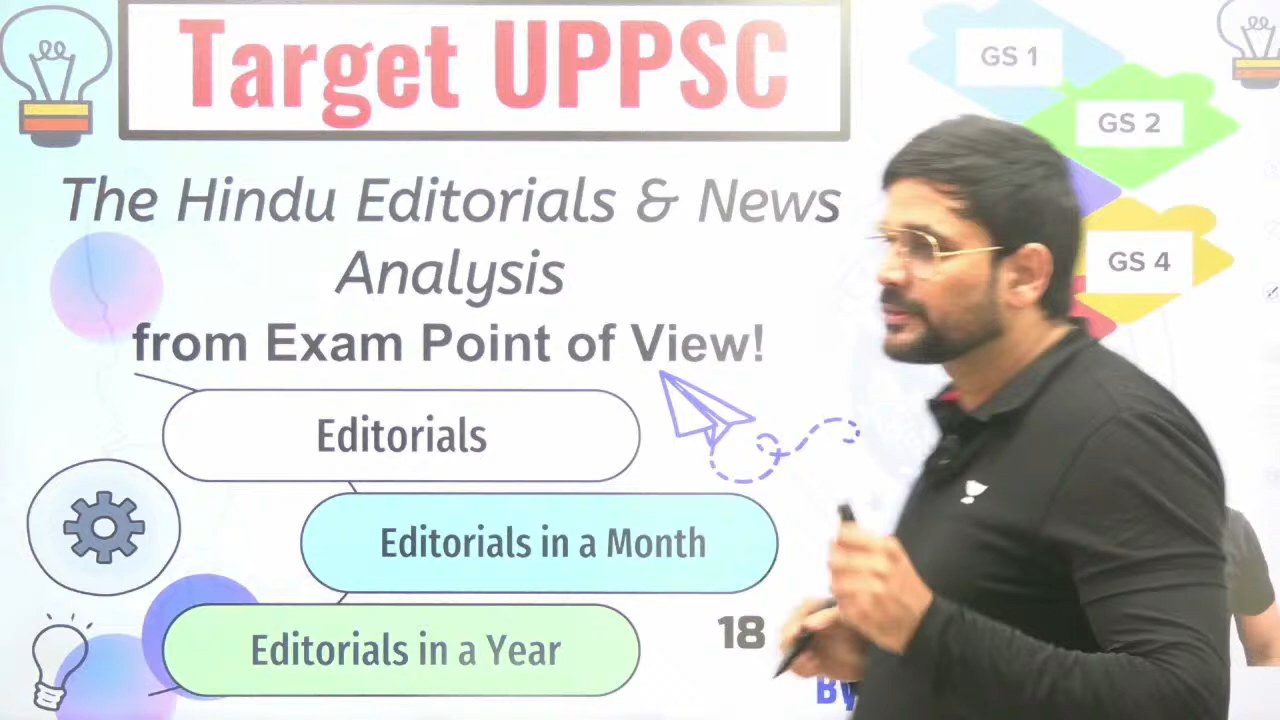 Target UPPSC
The Hindu Editorials & News
Analysis
from Exam Point of View!
Editorials
Editorials in a Month
Editorials in a Year
18
By
GS 1
GS 2
GS 4